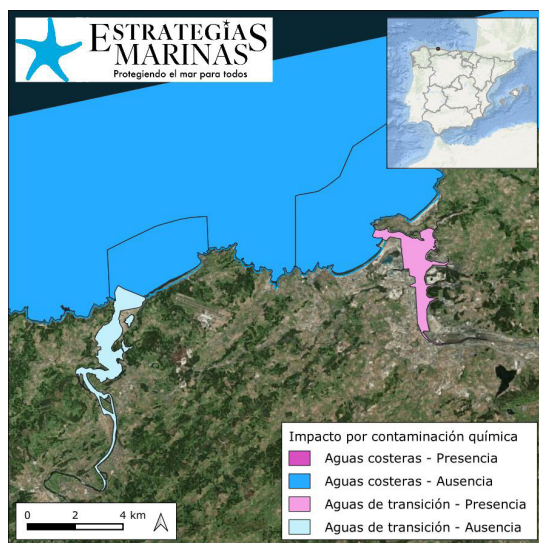 ESTRATEGIAS
MARINAS
Protegiendo el mar para todos
Impacto por contaminación química
Aguas costeras - Presencia
Aguas costeras - Ausencia
Aguas de transición - Presencia
Aguas de transición - Ausencia
0 2 4 km